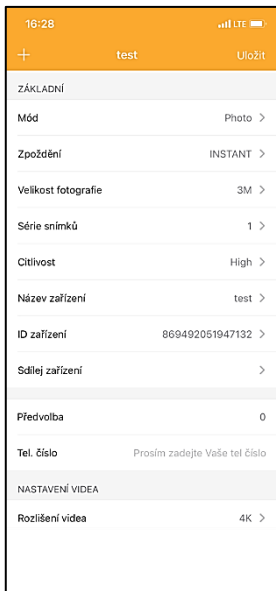 16:28 LTE
+ test Uložit
ZÁKLADNÍ
Mód Photo >
Zpoždění INSTANT >
Velikost fotografie 3M >
Série snímků 1 >
Citlivost High >
Název zařízení test >
ID zařízení 869492051947132 >
Sdílej zařízení >
Předvolba 0
Tel. číslo Prosím zadejte Vaše tel číslo
NASTAVENÍ VIDEA
Rozlišení videa 4K >